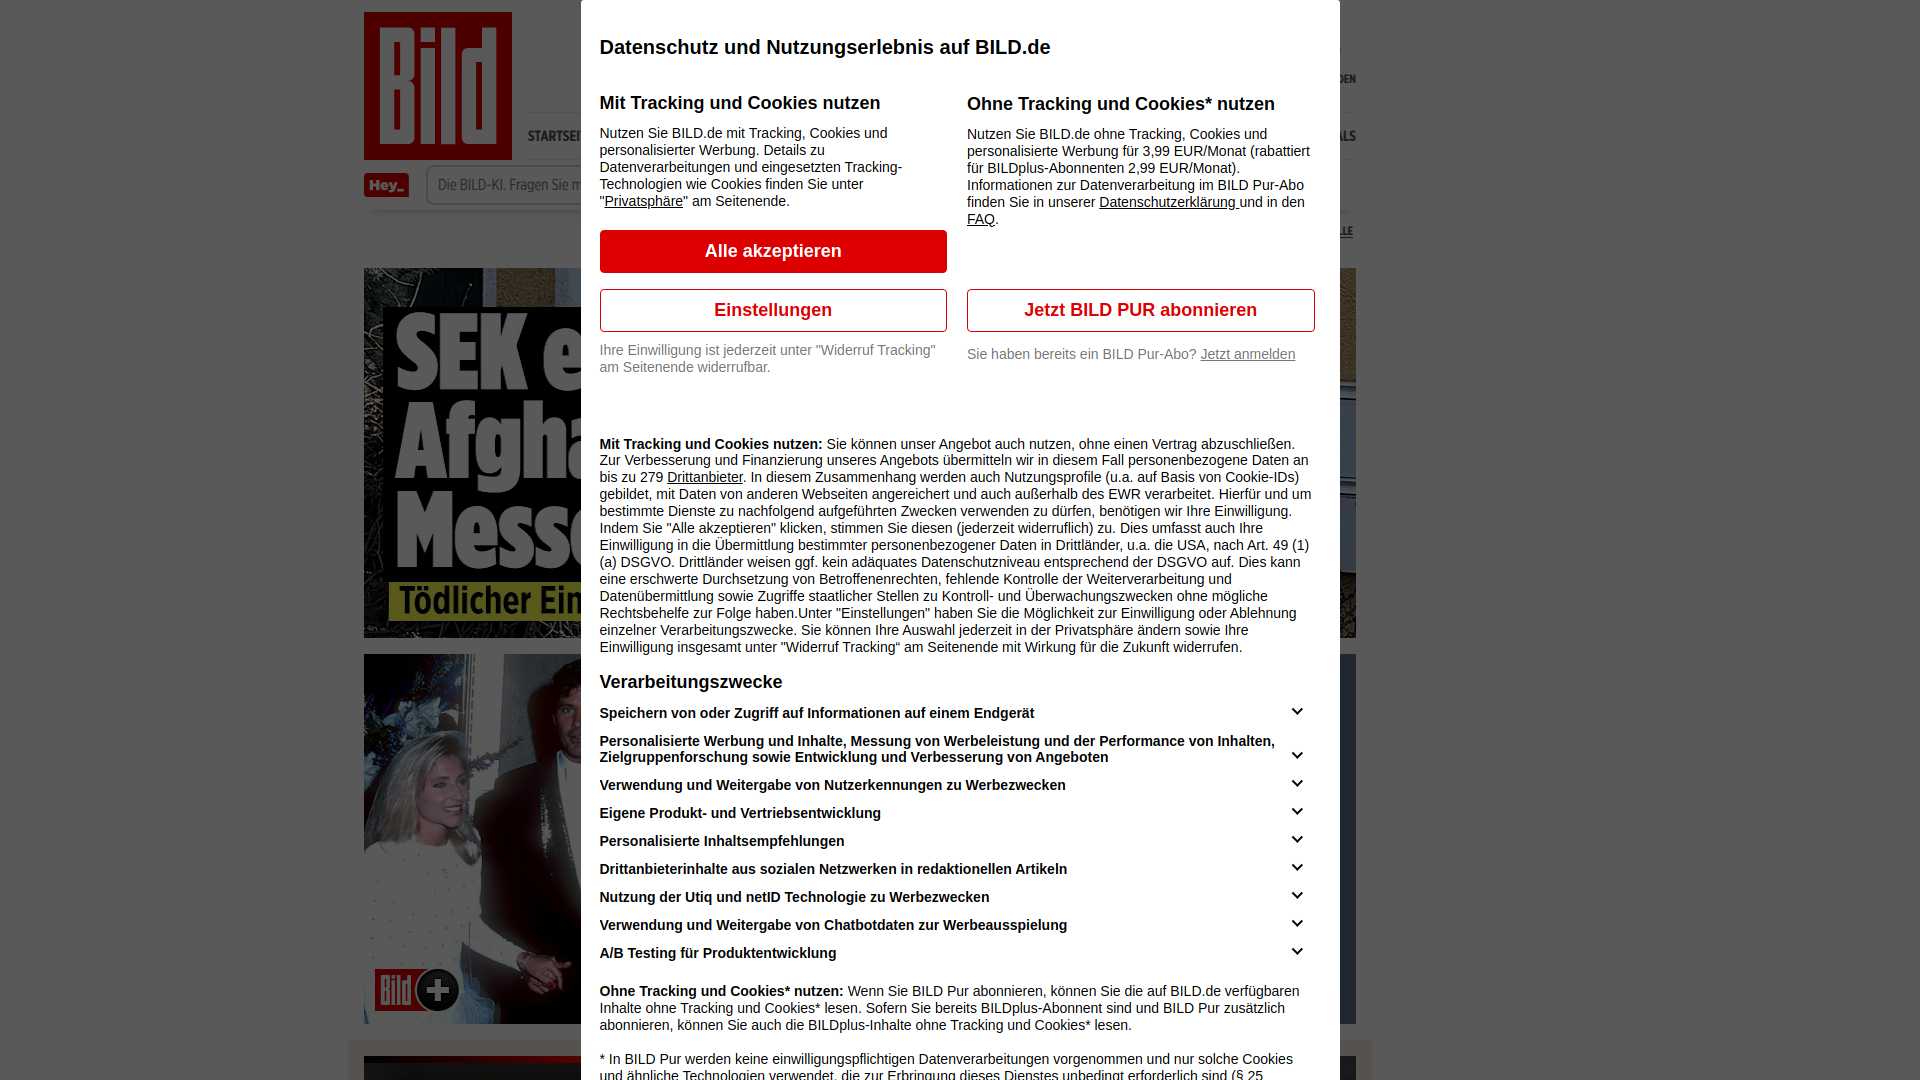 Bild
STARTSEI
Hey_
Die BILD-KI. Fragen Sie m
DEN
ALS
LLE
SEK e
Afgha
Messe
Tödlicher Ein
Bild
Datenschutz und Nutzungserlebnis auf BILD.de
Mit Tracking und Cookies nutzen
Nutzen Sie BILD.de mit Tracking, Cookies und
personalisierter Werbung. Details zu
Datenverarbeitungen und eingesetzten Tracking-
Technologien wie Cookies finden Sie unter
"Privatsphäre" am Seitenende.
Alle akzeptieren
Einstellungen
Ihre Einwilligung ist jederzeit unter "Widerruf Tracking"
am Seitenende widerrufbar.
Ohne Tracking und Cookies* nutzen
Nutzen Sie BILD.de ohne Tracking, Cookies und
personalisierte Werbung für 3,99 EUR/Monat (rabattiert
für BILDplus-Abonnenten 2,99 EUR/Monat).
Informationen zur Datenverarbeitung im BILD Pur-Abo
finden Sie in unserer Datenschutzerklärung und in den
FAQ.
Jetzt BILD PUR abonnieren
Sie haben bereits ein BILD Pur-Abo? Jetzt anmelden
Mit Tracking und Cookies nutzen: Sie können unser Angebot auch nutzen, ohne einen Vertrag abzuschließen.
Zur Verbesserung und Finanzierung unseres Angebots übermitteln wir in diesem Fall personenbezogene Daten an
bis zu 279 Drittanbieter. In diesem Zusammenhang werden auch Nutzungsprofile (u.a. auf Basis von Cookie-IDs)
gebildet, mit Daten von anderen Webseiten angereichert und auch außerhalb des EWR verarbeitet. Hierfür und um
bestimmte Dienste zu nachfolgend aufgeführten Zwecken verwenden zu dürfen, benötigen wir Ihre Einwilligung.
Indem Sie "Alle akzeptieren" klicken, stimmen Sie diesen (jederzeit widerruflich) zu. Dies umfasst auch Ihre
Einwilligung in die Übermittlung bestimmter personenbezogener Daten in Drittländer, u.a. die USA, nach Art. 49 (1)
(a) DSGVO. Drittländer weisen ggf. kein adäquates Datenschutzniveau entsprechend der DSGVO auf. Dies kann
eine erschwerte Durchsetzung von Betroffenenrechten, fehlende Kontrolle der Weiterverarbeitung und
Datenübermittlung sowie Zugriffe staatlicher Stellen zu Kontroll- und Überwachungszwecken ohne mögliche
Rechtsbehelfe zur Folge haben.Unter "Einstellungen" haben Sie die Möglichkeit zur Einwilligung oder Ablehnung
einzelner Verarbeitungszwecke. Sie können Ihre Auswahl jederzeit in der Privatsphäre ändern sowie Ihre
Einwilligung insgesamt unter "Widerruf Tracking“ am Seitenende mit Wirkung für die Zukunft widerrufen.
Verarbeitungszwecke
Speichern von oder Zugriff auf Informationen auf einem Endgerät
Personalisierte Werbung und Inhalte, Messung von Werbeleistung und der Performance von Inhalten,
Zielgruppenforschung sowie Entwicklung und Verbesserung von Angeboten
Verwendung und Weitergabe von Nutzerkennungen zu Werbezwecken
Eigene Produkt- und Vertriebsentwicklung
Personalisierte Inhaltsempfehlungen
Drittanbieterinhalte aus sozialen Netzwerken in redaktionellen Artikeln
Nutzung der Utiq und netID Technologie zu Werbezwecken
Verwendung und Weitergabe von Chatbotdaten zur Werbeausspielung
A/B Testing für Produktentwicklung
Ohne Tracking und Cookies* nutzen: Wenn Sie BILD Pur abonnieren, können Sie die auf BILD.de verfügbaren
Inhalte ohne Tracking und Cookies* lesen. Sofern Sie bereits BILDplus-Abonnent sind und BILD Pur zusätzlich
abonnieren, können Sie auch die BILDplus-Inhalte ohne Tracking und Cookies* lesen.
* In BILD Pur werden keine einwilligungspflichtigen Datenverarbeitungen vorgenommen und nur solche Cookies
und ähnliche Technologien verwendet, die zur Erbringung dieses Dienstes unbedingt erforderlich sind (§ 25